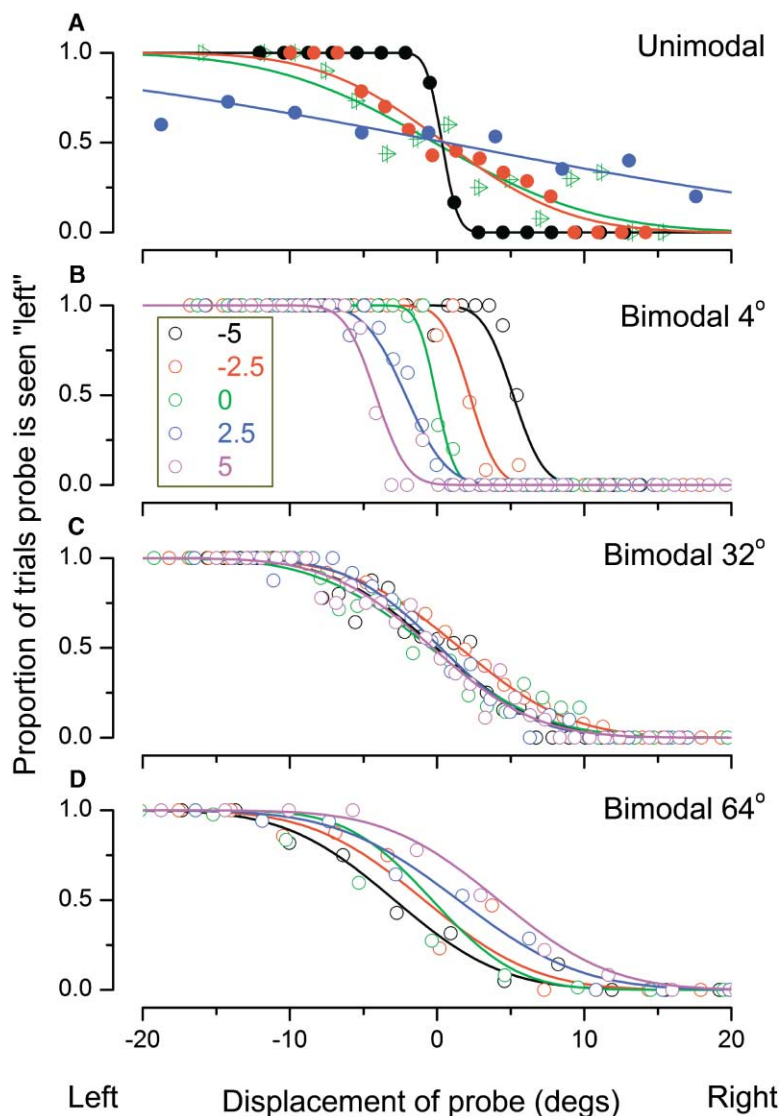 A
Unimodal
1.0
0.5
0.0
B
Bimodal 4°
1.0
0.5
0.0
-5
-2.5
0
2.5
5
C
Bimodal 32°
1.0
0.5
0.0
D
Bimodal 64°
1.0
0.5
0.0
-20 -10 0 10 20
Left Displacement of probe (degs) Right
Proportion of trials probe is seen "left"